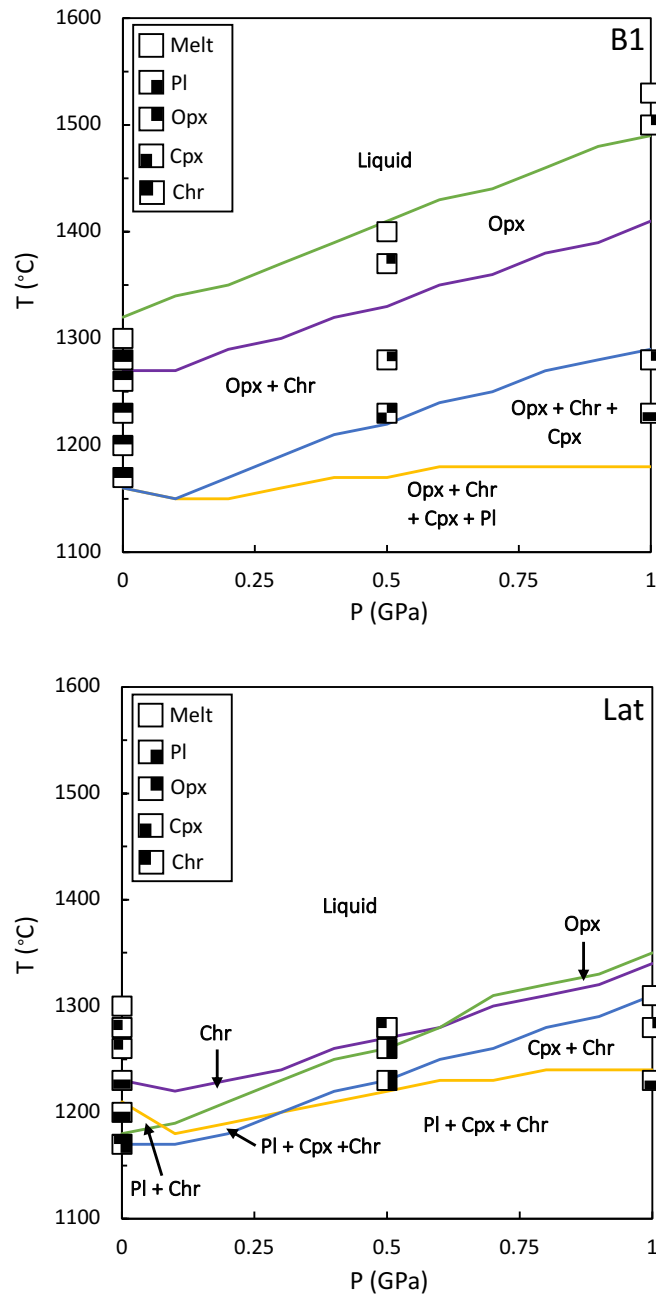 B1
1600
1500
1400
1300
1200
1100
T (°C)
Melt
Pl
Opx
Cpx
Chr
Liquid
Opx
Opx + Chr
Opx + Chr +
Cpx
Opx + Chr
+ Cpx + Pl
0
0.25
0.5
0.75
1
P (GPa)
Lat
1600
1500
1400
1300
1200
1100
T (°C)
Melt
Pl
Opx
Cpx
Chr
Liquid
Opx
Chr
Cpx + Chr
Pl + Cpx + Chr
Pl + Cpx +Chr
Pl + Chr
0
0.25
0.5
0.75
1
P (GPa)